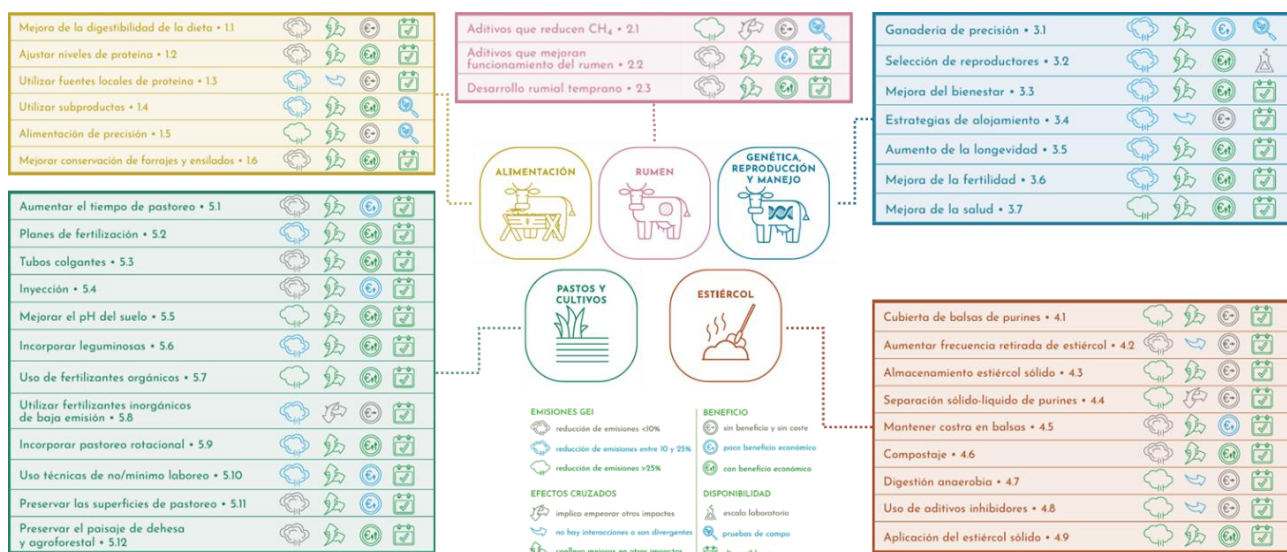 Mejora de la digestibilidad de la dieta • 1.1
Ajustar niveles de proteína • 1.2
Utilizar fuentes locales de proteína • 1.3
Utilizar subproductos • 1.4
Alimentación de precisión • 1.5
Mejorar conservación de forrajes y ensilados • 1.6
Aditivos que reducen CH₄ • 2.1
Aditivos que mejoran
funcionamiento del rumen • 2.2
Desarrollo rumial temprano • 2.3
Ganadería de precisión • 3.1
Selección de reproductores • 3.2
Mejora del bienestar • 3.3
Estrategias de alojamiento • 3.4
Aumento de la longevidad • 3.5
Mejora de la fertilidad • 3.6
Mejora de la salud • 3.7
ALIMENTACIÓN
RUMEN
GENÉTICA,
REPRODUCCIÓN
Y MANEJO
PASTOS Y
CULTIVOS
ESTIÉRCOL
Aumentar el tiempo de pastoreo • 5.1
Planes de fertilización • 5.2
Tubos colgantes • 5.3
Inyección • 5.4
Mejorar el pH del suelo • 5.5
Incorporar leguminosas • 5.6
Uso de fertilizantes orgánicos • 5.7
Utilizar fertilizantes inorgánicos
de baja emisión • 5.8
Incorporar pastoreo rotacional • 5.9
Uso técnicas de no/mínimo laboreo • 5.10
Preservar las superficies de pastoreo • 5.11
Preservar el paisaje de dehesa
y agroforestal • 5.12
Cubierta de balsas de purines • 4.1
Aumentar frecuencia retirada de estiércol • 4.2
Almacenamiento estiércol sólido • 4.3
Separación sólido-líquido de purines • 4.4
Mantener costra en balsas • 4.5
Compostaje • 4.6
Digestión anaerobia • 4.7
Uso de aditivos inhibidores • 4.8
Aplicación del estiércol sólido • 4.9
EMISIONES GEI
reducción de emisiones <10%
reducción de emisiones entre 10 y 25%
reducción de emisiones >25%
EFECTOS CRUZADOS
implica empeorar otros impactos
no hay interacciones o son divergentes
conlleva mejoras en otros impactos
BENEFICIO
sin beneficio y sin coste
poco beneficio económico
con beneficio económico
DISPONIBILIDAD
escala laboratorio
pruebas de campo